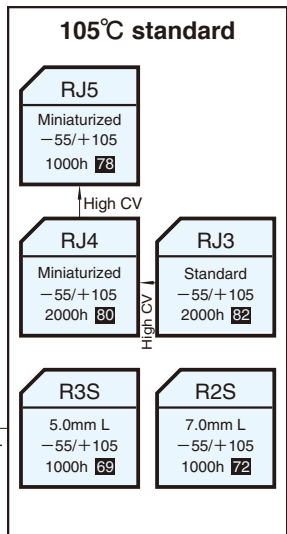 105℃ standard
RJ5
Miniaturized
−55/+105
1000h 78
High CV
RJ4
Miniaturized
−55/+105
2000h 80
High CV
RJ3
Standard
−55/+105
2000h 82
R3S
5.0mm L
−55/+105
1000h 69
R2S
7.0mm L
−55/+105
1000h 72